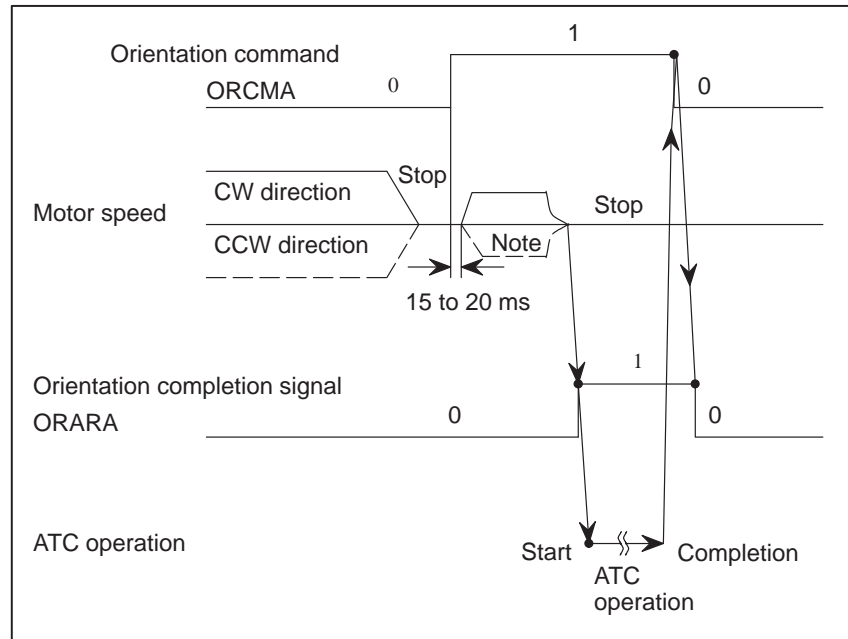 Orientation command
1
ORCMA
0
0
Stop
CW direction
Motor speed
Stop
CCW direction
Note
15 to 20 ms
Orientation completion signal
1
ORARA
0
0
ATC operation
Start
Completion
ATC
operation